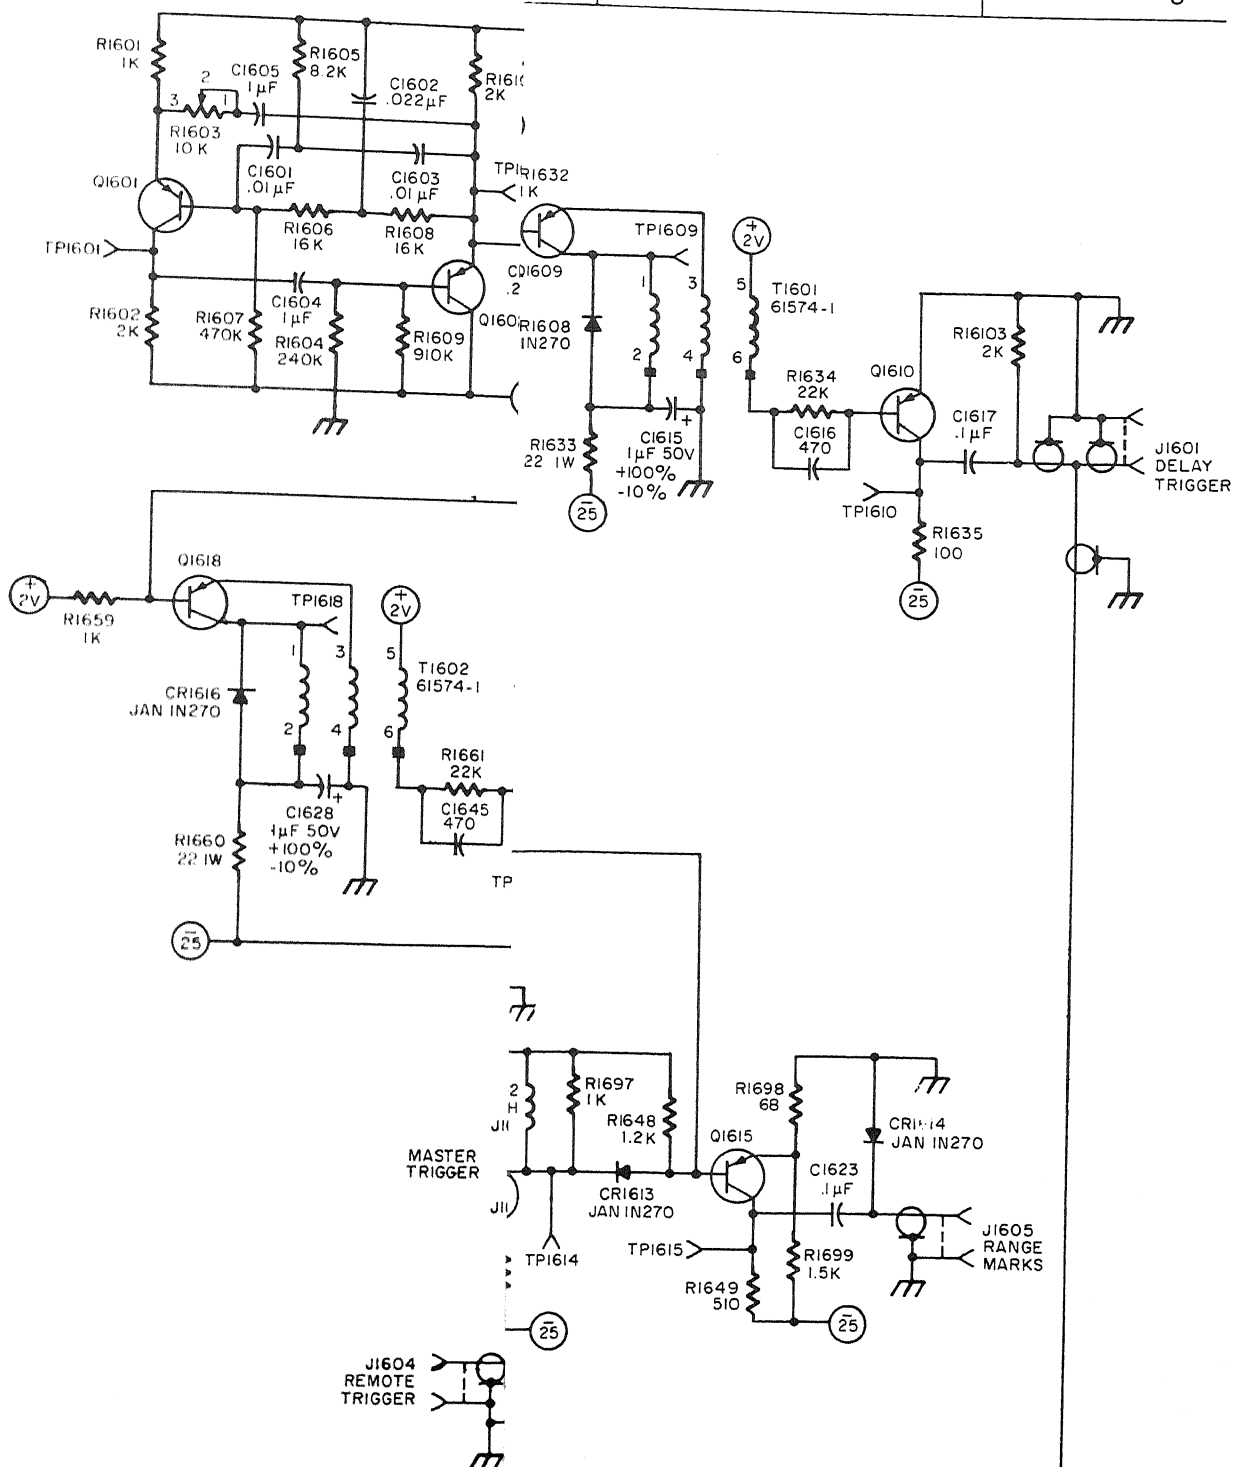 R1601
1K
R1605
8.2K
C1605
1µF
C1602
.022µF
2K
2
3
1
R1603
10K
C1601
.01µF
C1603
.01µF
R1632
1K
Q1601
R1606
16K
R1608
16K
TP1601
C1604
1µF
R1602
2K
R1607
470K
R1604
240K
R1609
910K
TP1609
1
3
2
4
+
2V
5
6
T1601
61574-1
1N270
R1633
22 1W
C1615
1µF 50V
+100%
-10%
+
-
25
R1634
22K
C1616
470
Q1610
R16103
2K
C1617
.1µF
J1601
DELAY
TRIGGER
TP1610
R1635
100
-
25
Q1618
+
2V
R1659
1K
TP1618
+
2V
1
3
5
T1602
61574-1
CR1616
JAN 1N270
2
4
6
R1661
22K
C1645
470
C1628
1µF 50V
+100%
-10%
+
R1660
22 1W
TP
-
25
2
H
R1697
1K
R1648
1.2K
R1698
68
Q1615
JAN 1N270
MASTER
TRIGGER
CR1613
JAN 1N270
C1623
.1µF
TP1614
TP1615
R1649
510
R1699
1.5K
J1605
RANGE
MARKS
-
25
-
25
J1604
REMOTE
TRIGGER